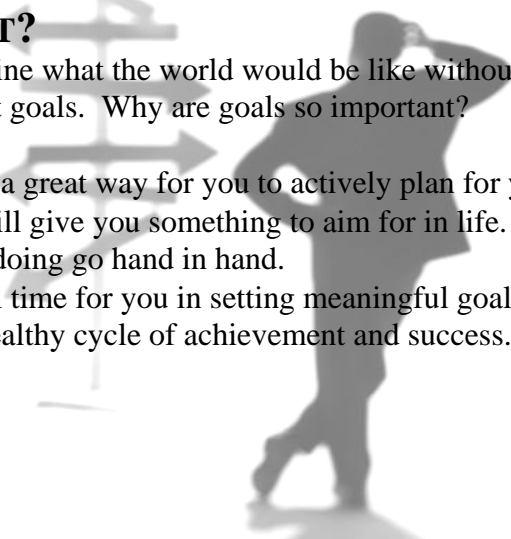 T?
ine what the world would be like withou
t goals.  Why are goals so important?
a great way for you to actively plan for y
ill give you something to aim for in life.
doing go hand in hand.
time for you in setting meaningful goal
ealthy cycle of achievement and success.